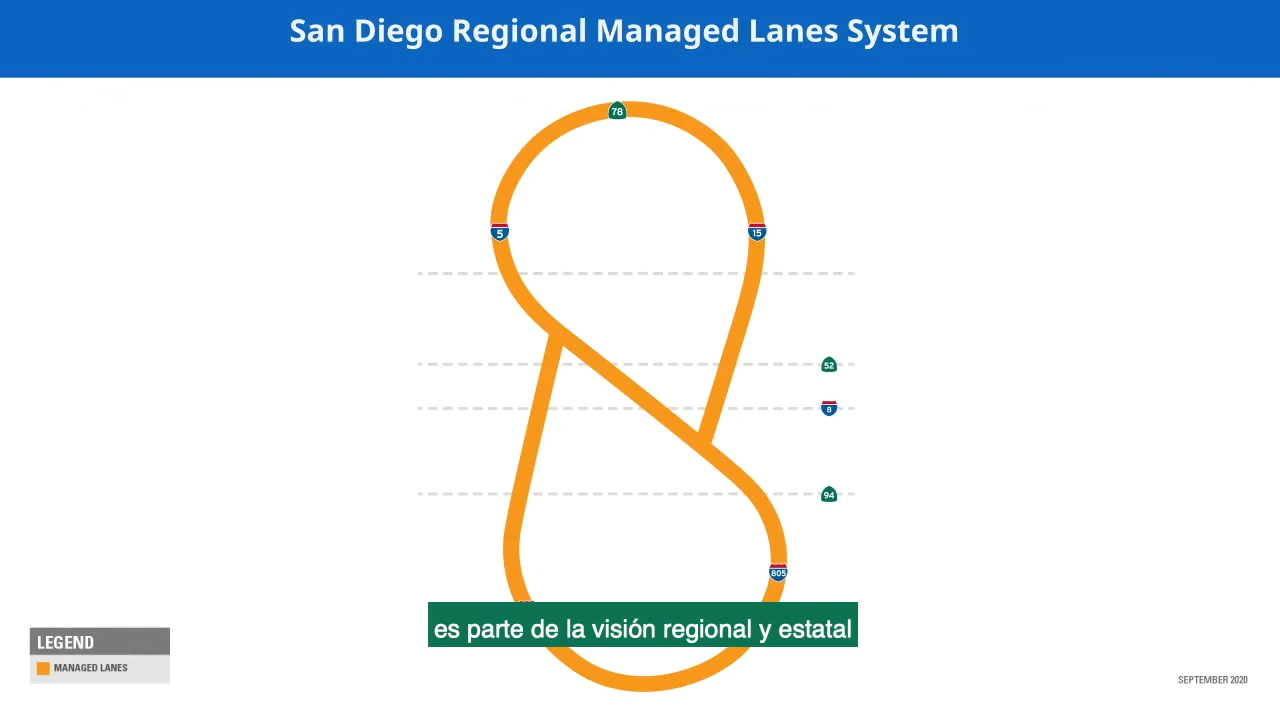 San Diego Regional Managed Lanes System
78
5
15
52
8
94
805
es parte de la visión regional y estatal
LEGEND
MANAGED LANES
SEPTEMBER 2020